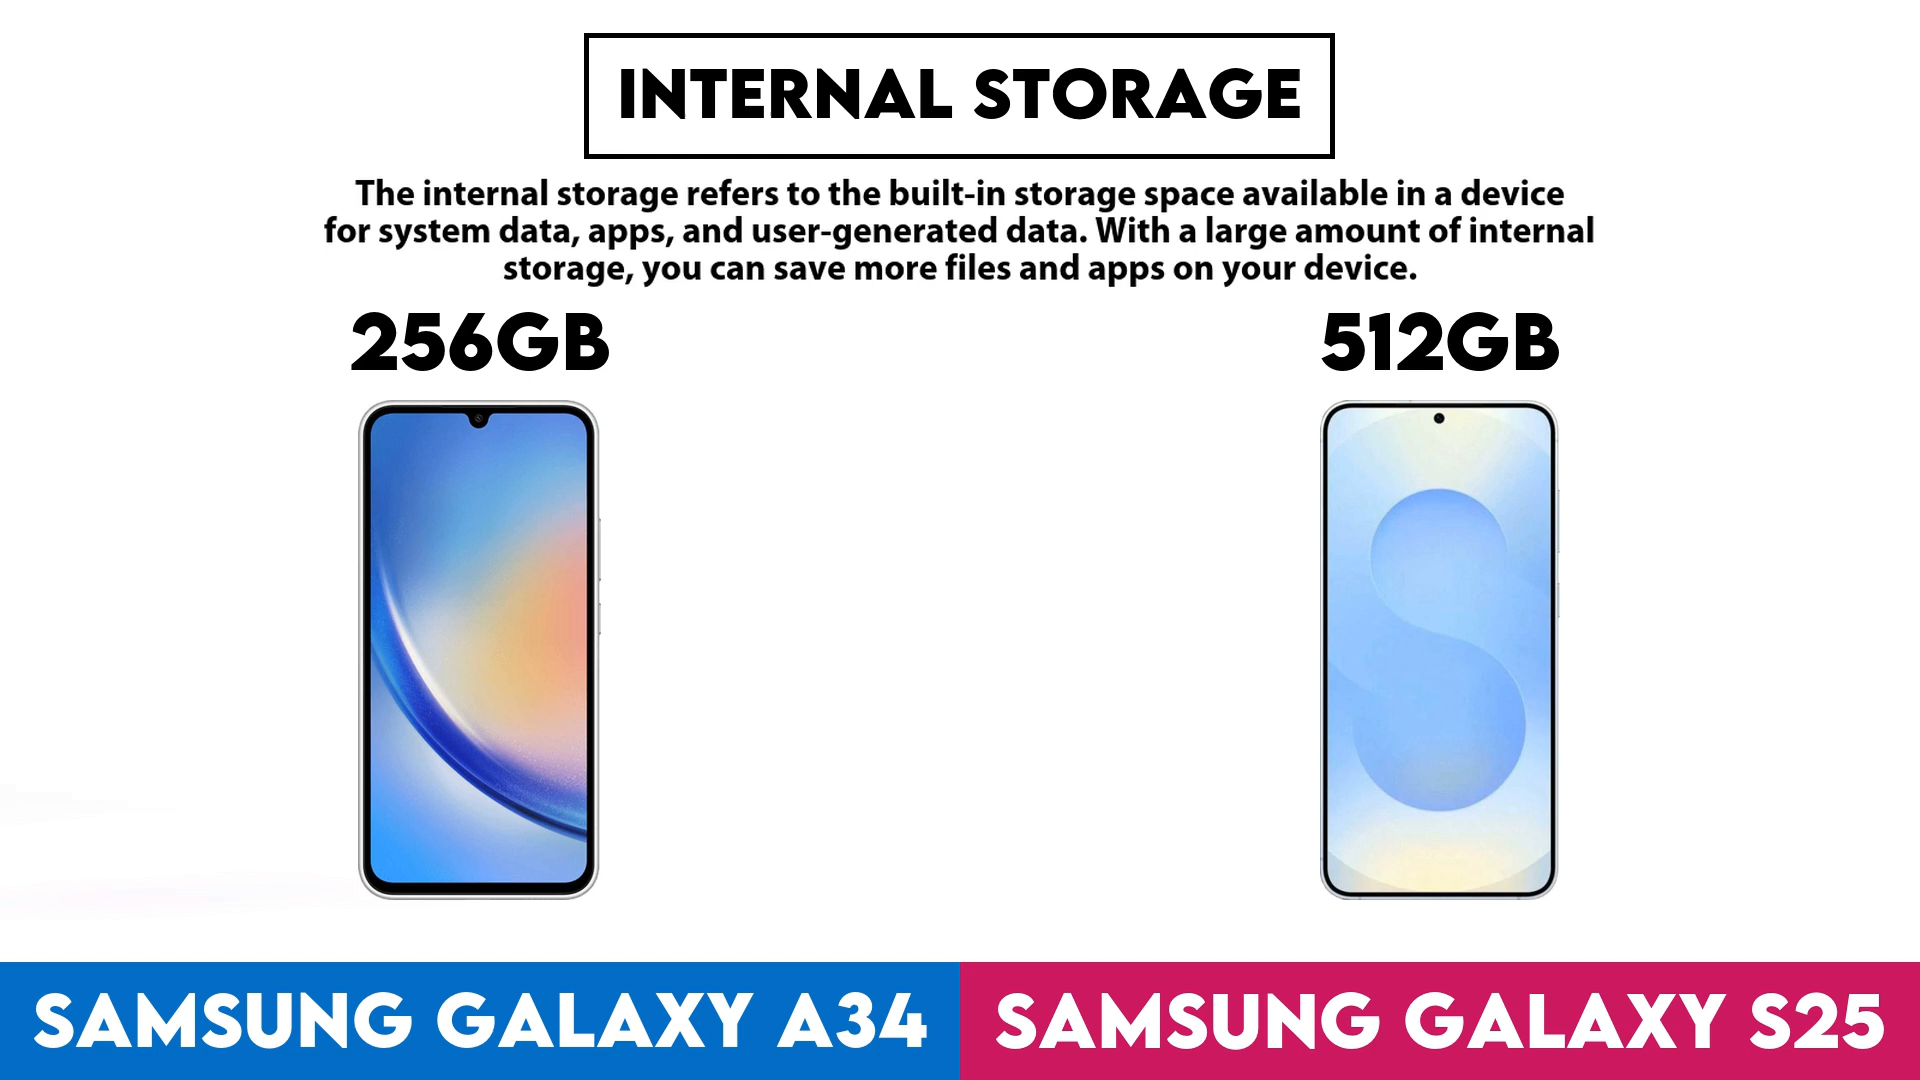 INTERNAL STORAGE
The internal storage refers to the built-in storage space available in a device
for system data, apps, and user-generated data. With a large amount of internal
storage, you can save more files and apps on your device.
256GB
512GB
SAMSUNG GALAXY A34
SAMSUNG GALAXY S25